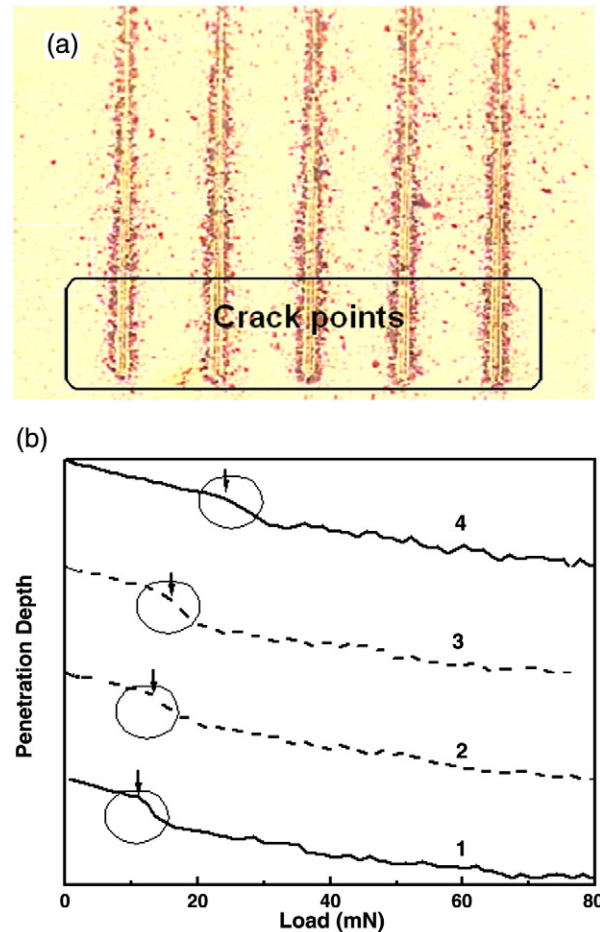 (a)
Crack points
(b)
Penetration Depth
4
3
2
1
0 20 40 60 80
Load (mN)